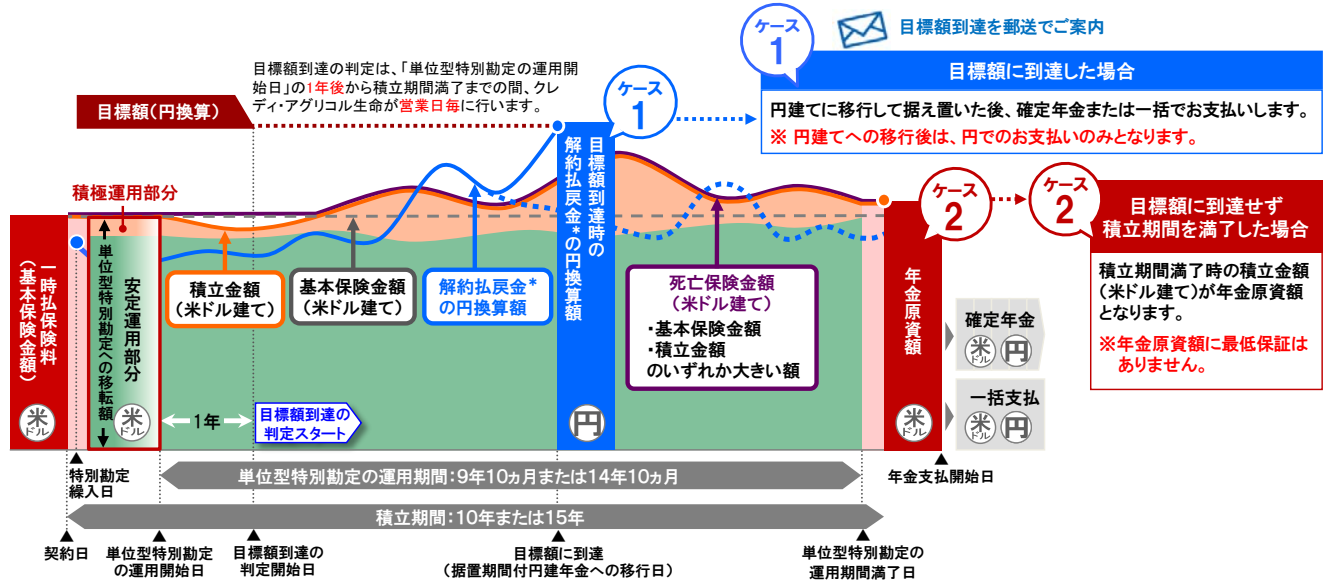 ケース
1
目標額到達を郵送でご案内
目標額に到達した場合
円建てに移行して据え置いた後、確定年金または一括でお支払いします。
※ 円建てへの移行後は、円でのお支払いのみとなります。
目標額到達の判定は、「単位型特別勘定の運用開
始日」の1年後から積立期間満了までの間、クレ
ディ・アグリコル生命が営業日毎に行います。
目標額(円換算)
ケース
1
目標額到達時の
解約払戻金*の円換算額
円
積極運用部分
一時払保険料
(基本保険金額)
米
ドル
単位型特別勘定への移転額
安定運用部分
米
ドル
積立金額
(米ドル建て)
基本保険金額
(米ドル建て)
解約払戻金*
の円換算額
死亡保険金額
(米ドル建て)
・基本保険金額
・積立金額
のいずれか大きい額
1年
目標額到達の
判定スタート
年金原資額
米
ドル
ケース
2
ケース
2
目標額に到達せず
積立期間を満了した場合
積立期間満了時の積立金額
(米ドル建て)が年金原資額
となります。
※年金原資額に最低保証は
ありません。
確定年金
米
ドル
円
一括支払
米
ドル
円
特別勘定
繰入日
単位型特別勘定の運用期間:9年10ヵ月または14年10ヵ月
年金支払開始日
積立期間:10年または15年
契約日
単位型特別勘定
の運用開始日
目標額到達の
判定開始日
目標額に到達
(据置期間付円建年金への移行日)
単位型特別勘定の
運用期間満了日